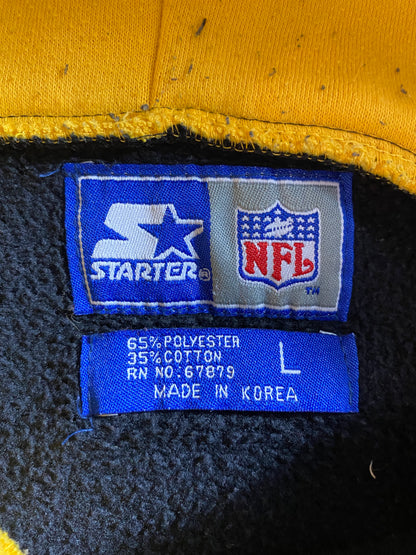 STARTER®
NFL
TM
65% POLYESTER
35% COTTON
RN NO: 67879
L
MADE IN KOREA